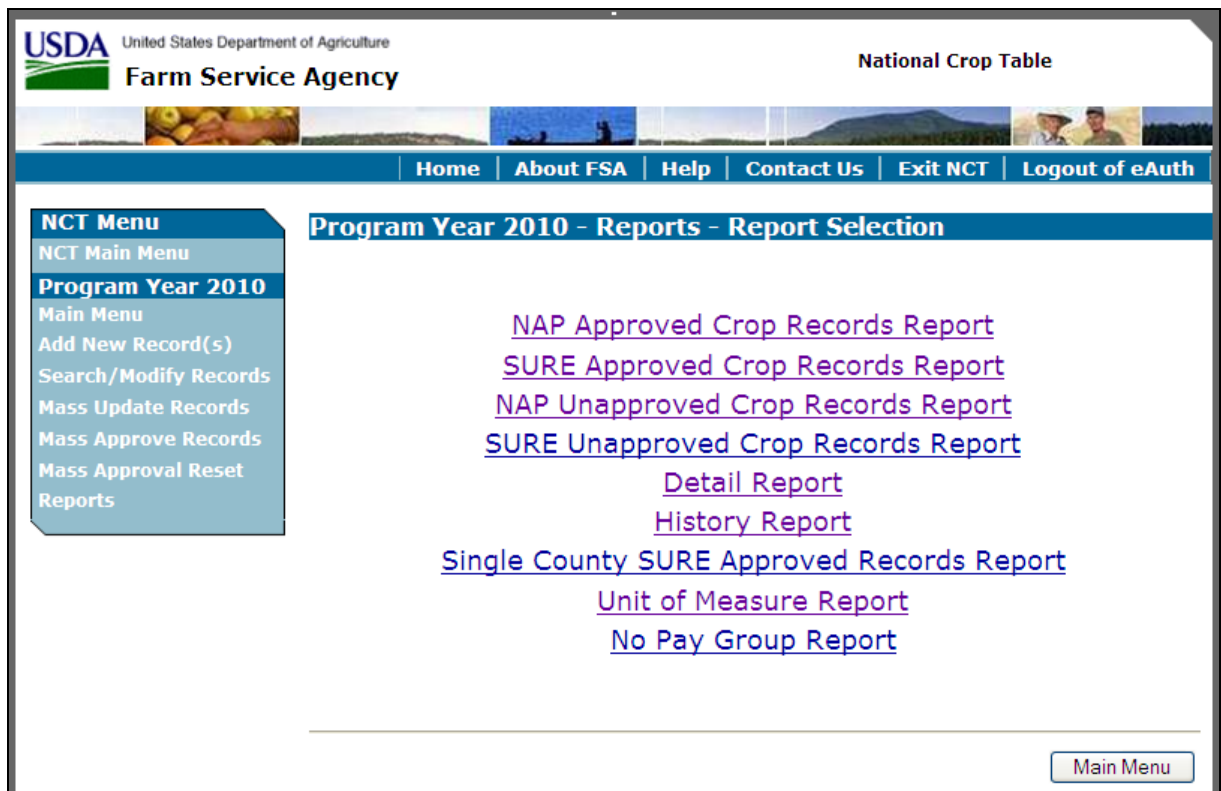 USDA
United States Department of Agriculture
Farm Service Agency
National Crop Table
Home | About FSA | Help | Contact Us | Exit NCT | Logout of eAuth
NCT Menu
NCT Main Menu
Program Year 2010
Main Menu
Add New Record(s)
Search/Modify Records
Mass Update Records
Mass Approve Records
Mass Approval Reset
Reports
Program Year 2010 - Reports - Report Selection
NAP Approved Crop Records Report
SURE Approved Crop Records Report
NAP Unapproved Crop Records Report
SURE Unapproved Crop Records Report
Detail Report
History Report
Single County SURE Approved Records Report
Unit of Measure Report
No Pay Group Report
Main Menu